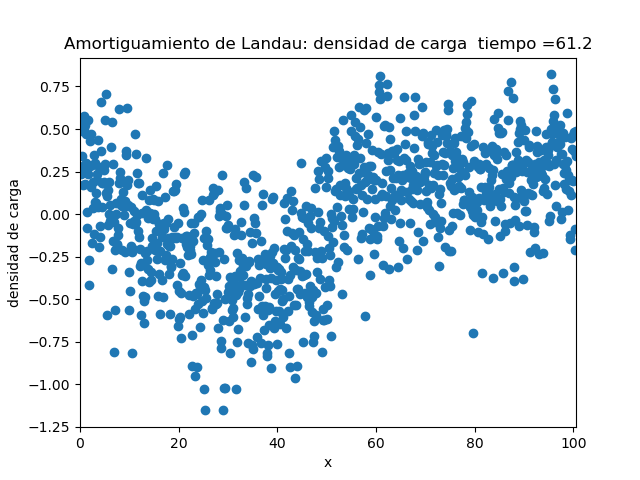 Amortiguamiento de Landau: densidad de carga  tiempo =61.2
densidad de carga
0.75
0.50
0.25
0.00
−0.25
−0.50
−0.75
−1.00
−1.25
0 20 40 60 80 100
x